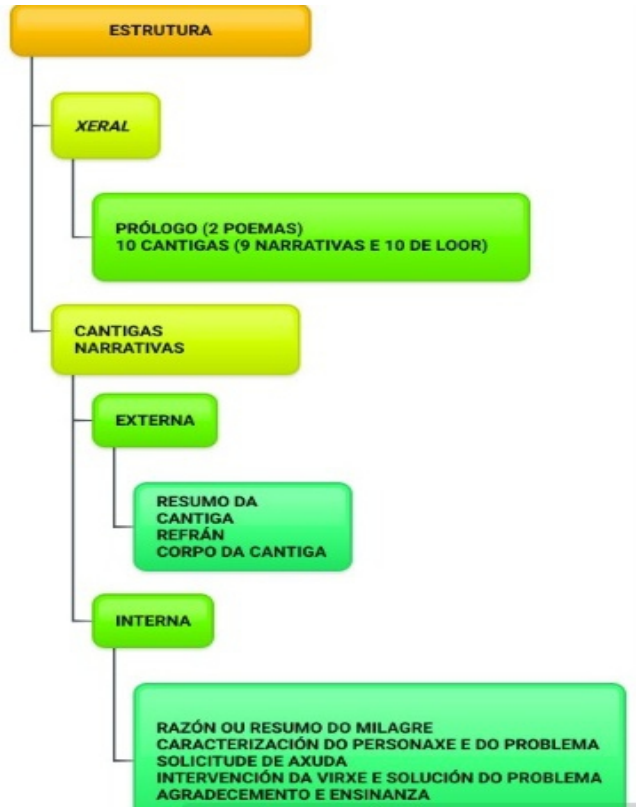 ESTRUTURA
XERAL
PRÓLOGO (2 POEMAS)
10 CANTIGAS (9 NARRATIVAS E 10 DE LOOR)
CANTIGAS
NARRATIVAS
EXTERNA
RESUMO DA
CANTIGA
REFRÁN
CORPO DA CANTIGA
INTERNA
RAZÓN OU RESUMO DO MILAGRE
CARACTERIZACIÓN DO PERSONAXE E DO PROBLEMA
SOLICITUDE DE AXUDA
INTERVENCIÓN DA VIRXE E SOLUCIÓN DO PROBLEMA
AGRADECEMENTO E ENSINANZA